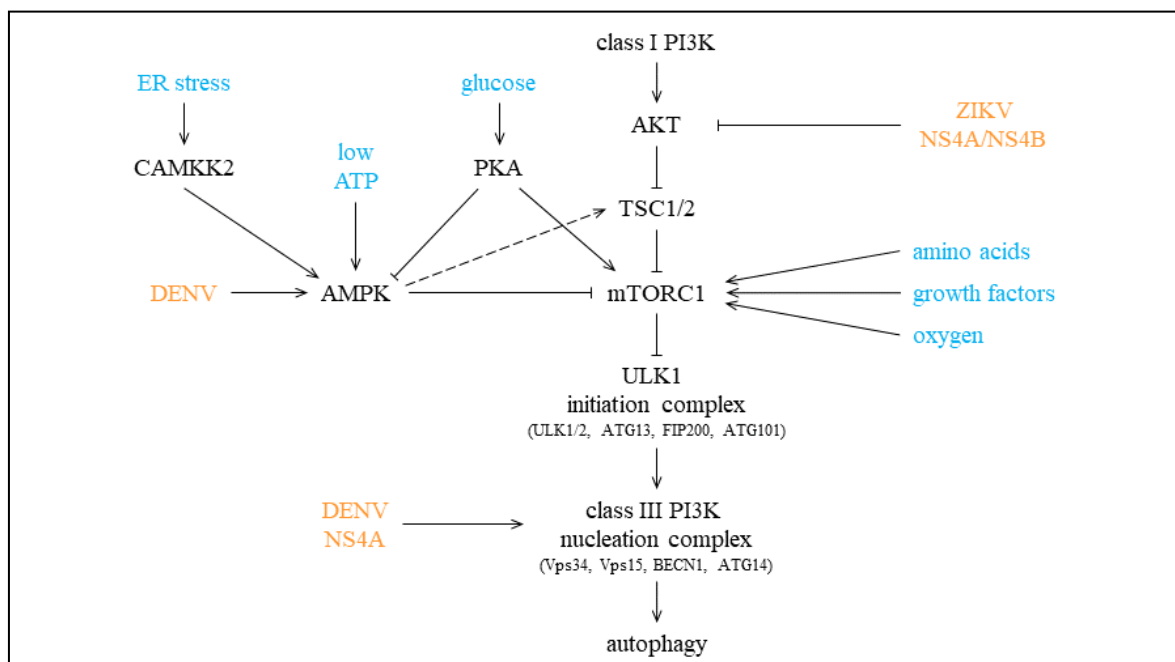 class I PI3K
ER stress
glucose
AKT
ZIKV
NS4A/NS4B
CAMKK2
low
ATP
PKA
TSC1/2
amino acids
DENV
AMPK
mTORC1
growth factors
oxygen
ULK1
initiation complex
(ULK1/2, ATG13, FIP200, ATG101)
DENV
NS4A
class III PI3K
nucleation complex
(Vps34, Vps15, BECN1, ATG14)
autophagy